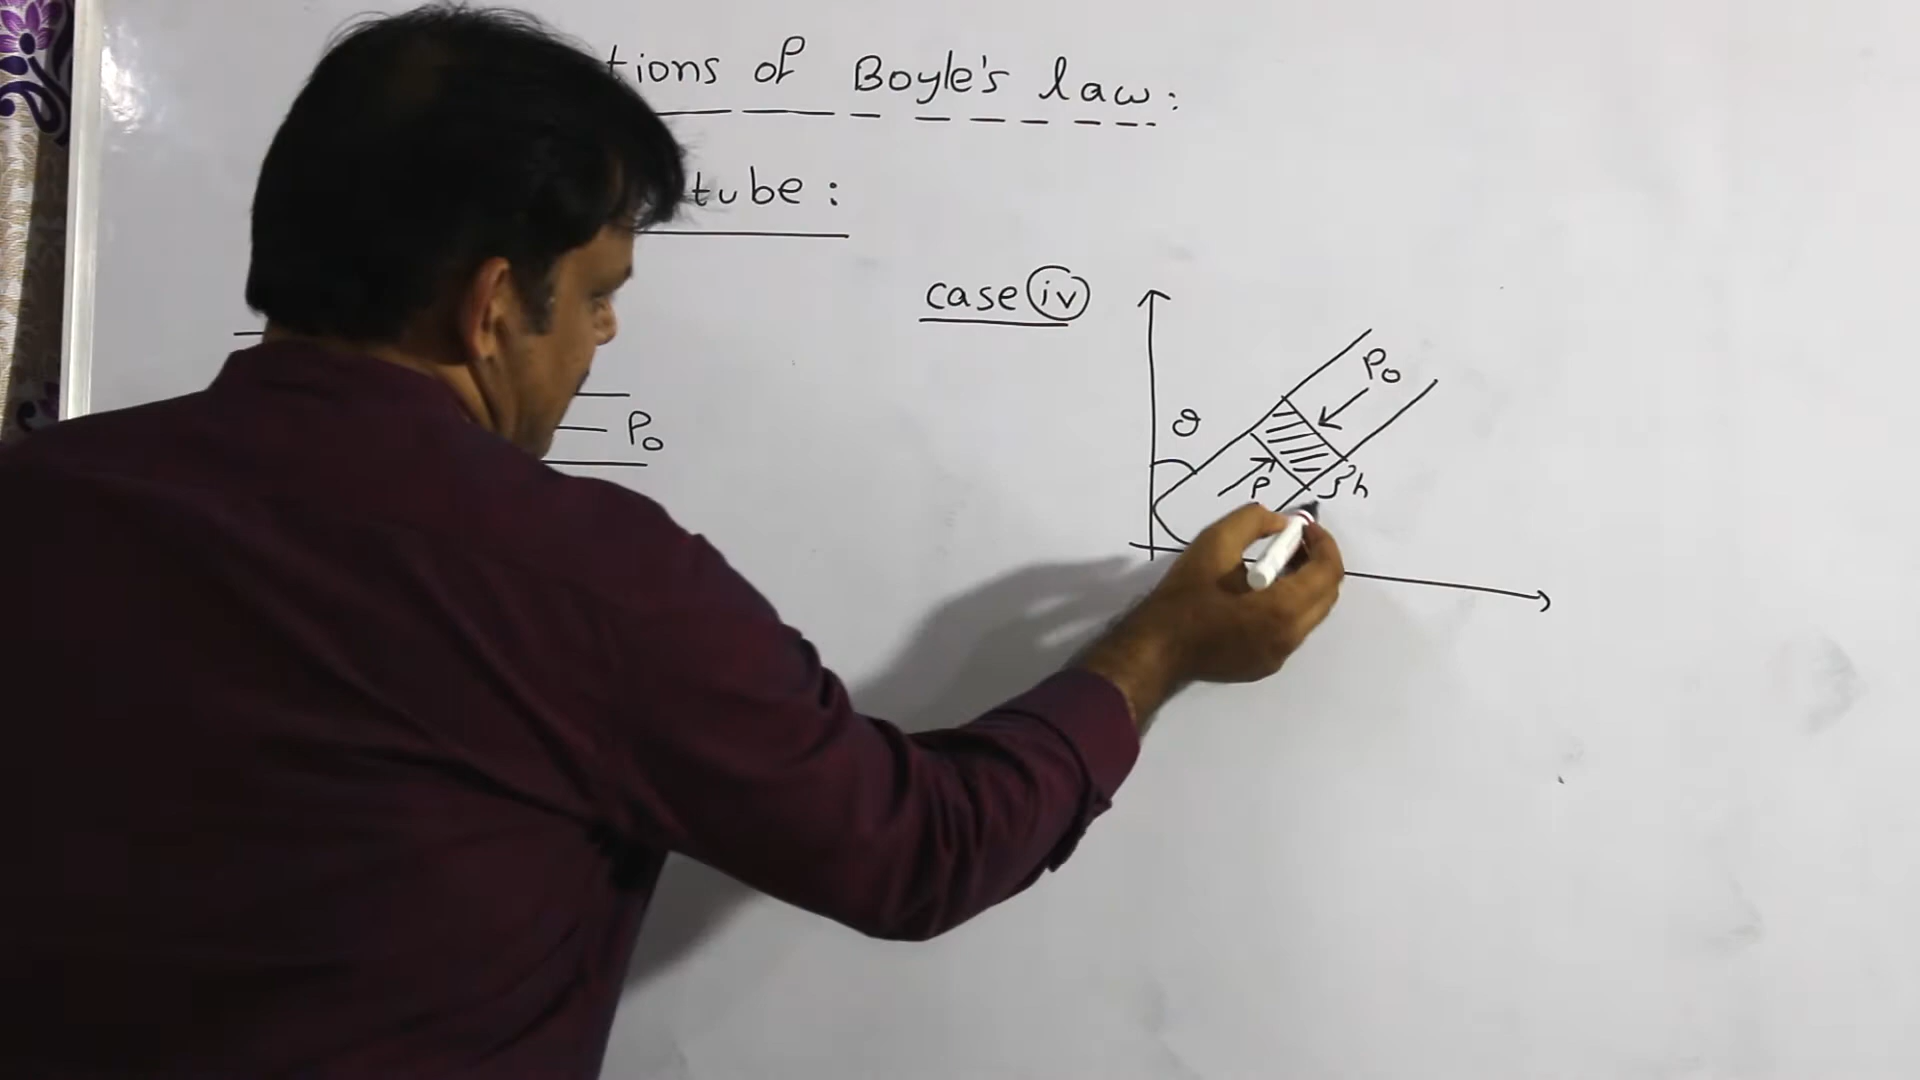 tions of Boyle's law:
tube:
case (iv)
P₀
θ
P₀
P
h